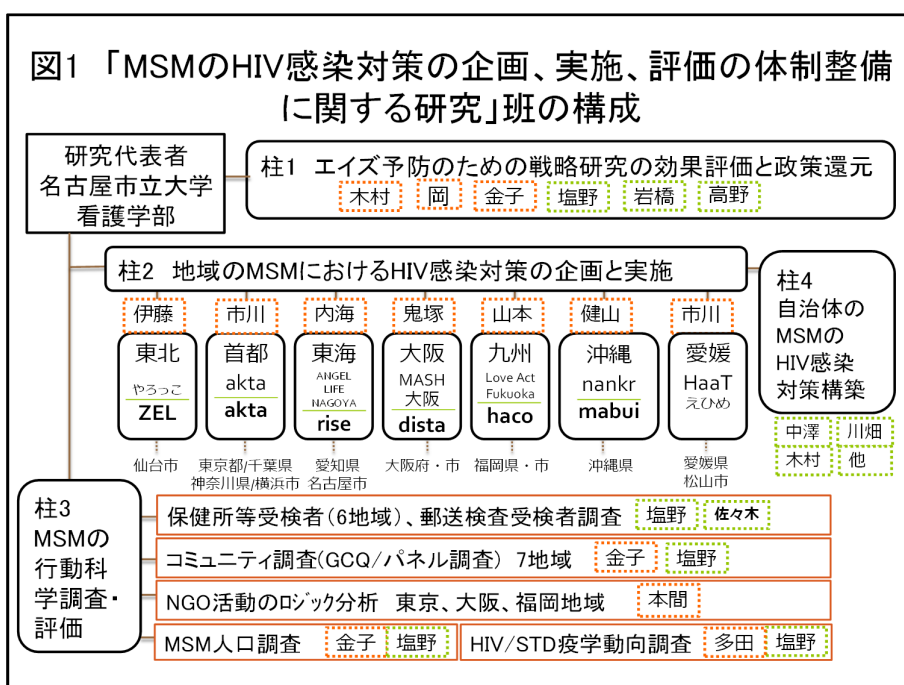 図1 「MSMのHIV感染対策の企画、実施、評価の体制整備
に関する研究」班の構成
研究代表者
名古屋市立大学
看護学部
柱1 エイズ予防のための戦略研究の効果評価と政策還元
木村 岡 金子 塩野 岩橋 高野
柱2 地域のMSMにおけるHIV感染対策の企画と実施
柱4
自治体の
MSMの
HIV感染
対策構築
中澤 川畑
木村 他
伊藤
東北
やろっこ
ZEL
仙台市
市川
首都
akta
akta
東京都/千葉県
神奈川県/横浜市
内海
東海
ANGEL
LIFE
NAGOYA
rise
愛知県
名古屋市
鬼塚
大阪
MASH
大阪
dista
大阪府・市
山本
九州
Love Act
Fukuoka
haco
福岡県・市
健山
沖縄
nankr
mabui
沖縄県
市川
愛媛
HaaT
えひめ
愛媛県
松山市
柱3
MSMの
行動科
学調査・
評価
保健所等受検者(6地域)、郵送検査受検者調査 塩野 佐々木
コミュニティ調査(GCQ/パネル調査) 7地域 金子 塩野
NGO活動のﾛｼﾞｯｸ分析 東京、大阪、福岡地域 本間
MSM人口調査 金子 塩野
HIV/STD疫学動向調査 多田 塩野